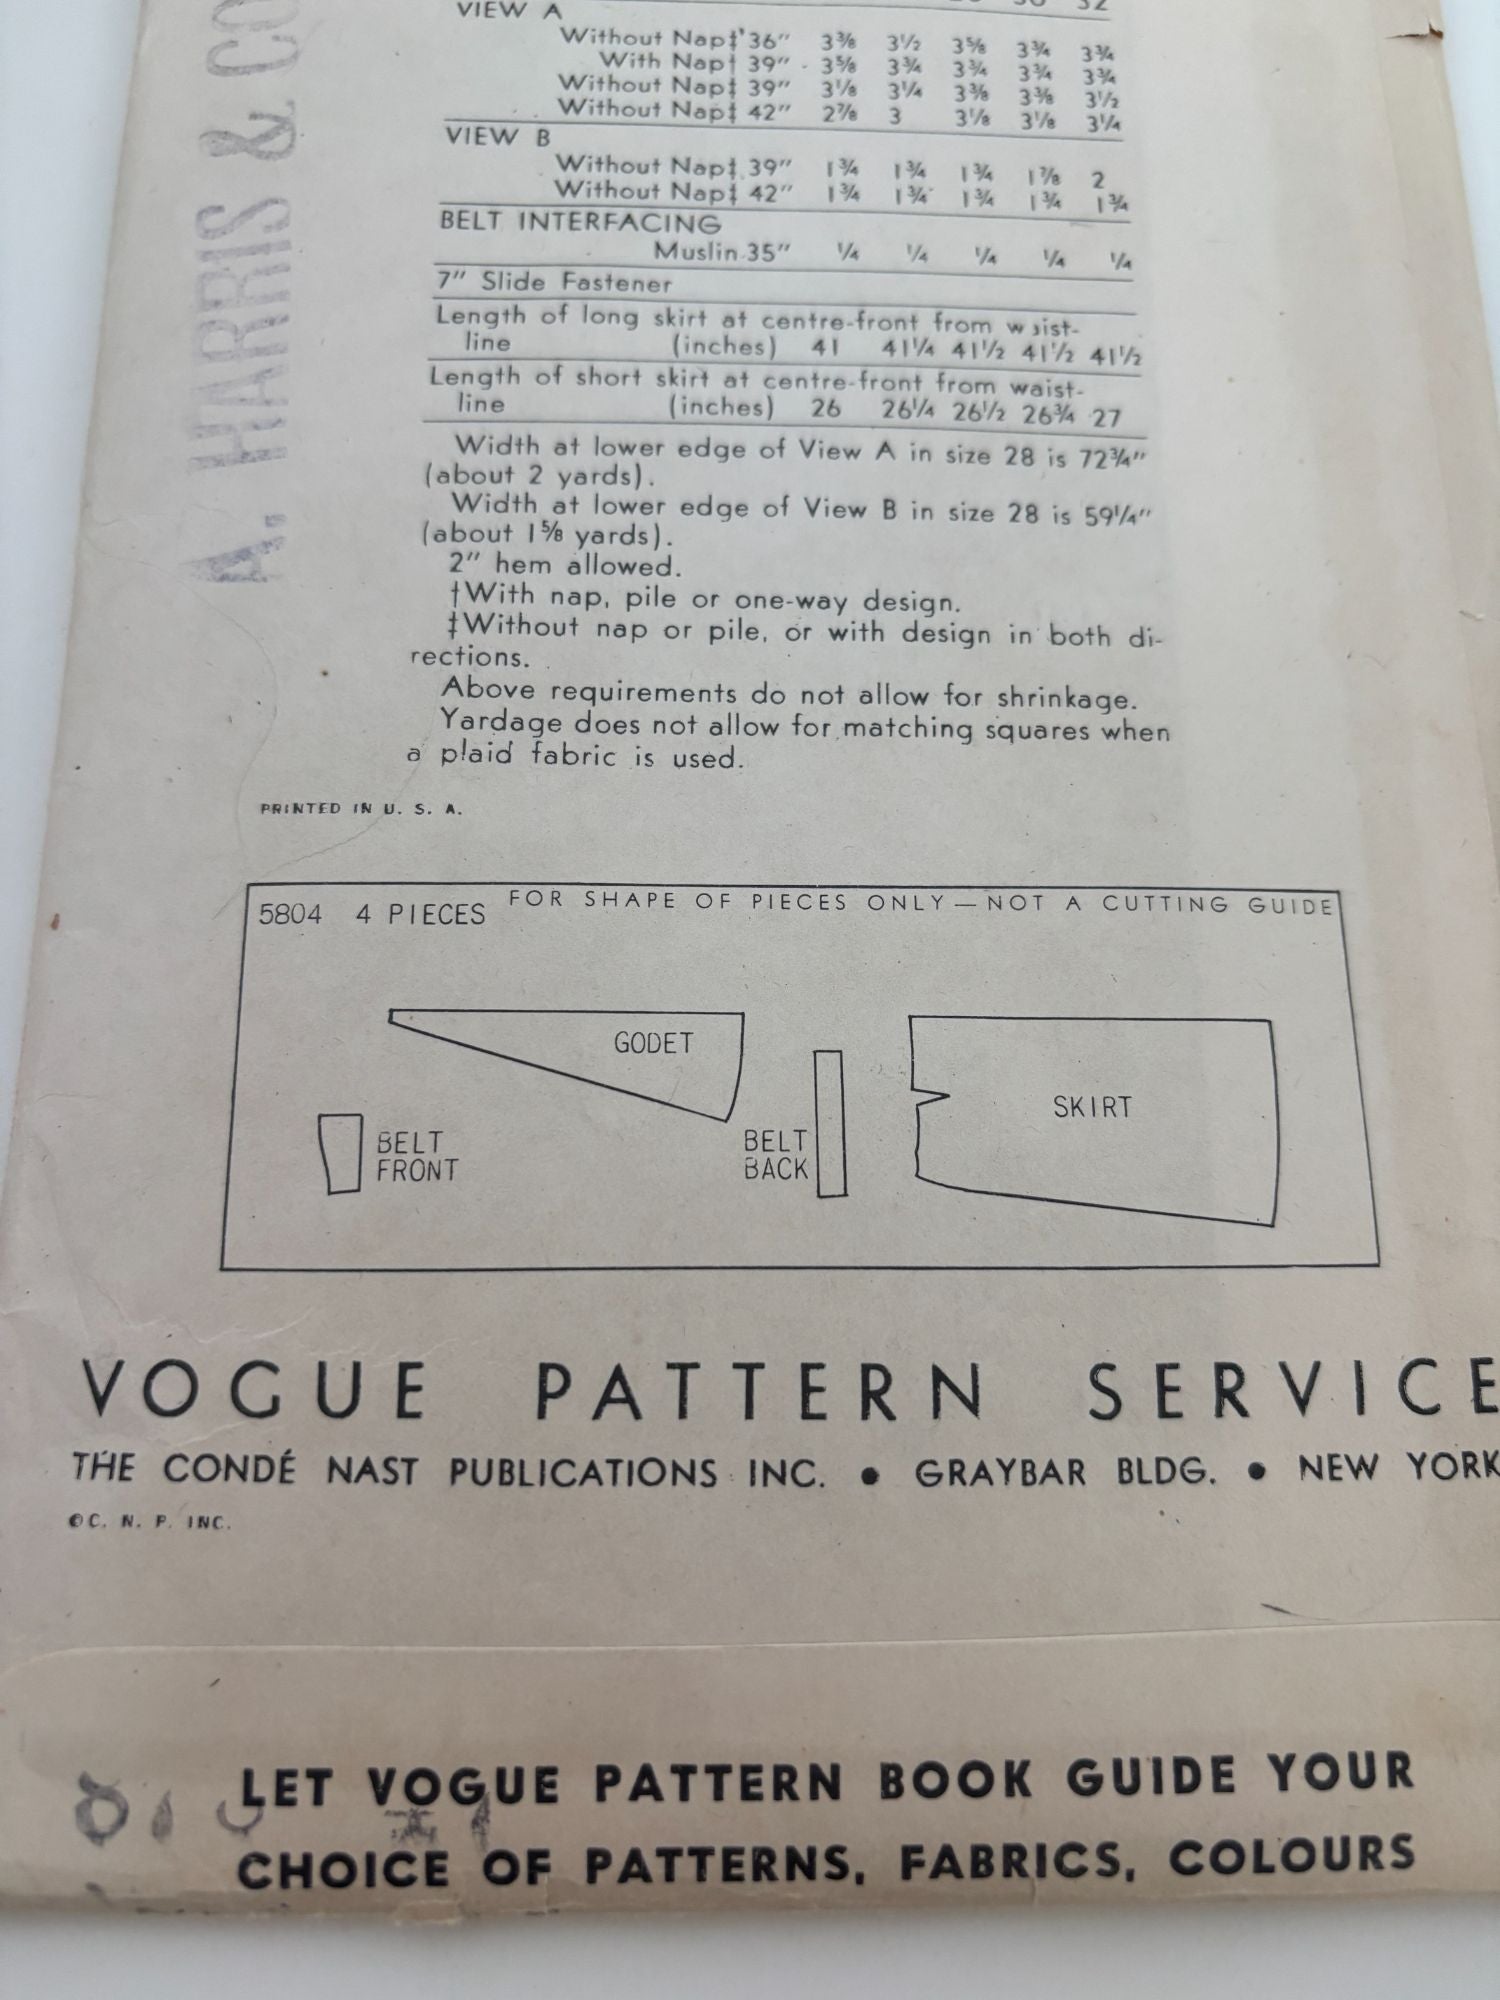 32
VIEW A
Without Nap‡ 36" 3⅜ 3½ 3⅝ 3¾ 3¾
With Nap† 39" 3⅝ 3¾ 3¾ 3¾ 3¾
Without Nap‡ 39" 3⅛ 3¼ 3⅜ 3⅜ 3½
Without Nap‡ 42" 2⅞ 3 3⅛ 3⅛ 3¼
VIEW B
Without Nap‡ 39" 1¾ 1¾ 1¾ 1⅞ 2
Without Nap‡ 42" 1¾ 1¾ 1¾ 1¾ 1¾
BELT INTERFACING
Muslin 35" ¼ ¼ ¼ ¼ ¼
7" Slide Fastener
Length of long skirt at centre-front from waist-
line (inches) 41 41¼ 41½ 41½ 41½
Length of short skirt at centre-front from waist-
line (inches) 26 26¼ 26½ 26¾ 27
Width at lower edge of View A in size 28 is 72¾"
(about 2 yards).
Width at lower edge of View B in size 28 is 59¼"
(about 1⅝ yards).
2" hem allowed.
†With nap, pile or one-way design.
‡Without nap or pile, or with design in both di-
rections.
Above requirements do not allow for shrinkage.
Yardage does not allow for matching squares when
a plaid fabric is used.
A. HARRIS & CO
PRINTED IN U. S. A.
5804 4 PIECES FOR SHAPE OF PIECES ONLY—NOT A CUTTING GUIDE
GODET
SKIRT
BELT
FRONT
BELT
BACK
VOGUE PATTERN SERVICE
THE CONDÉ NAST PUBLICATIONS INC. • GRAYBAR BLDG. • NEW YORK
©C. N. P. INC.
LET VOGUE PATTERN BOOK GUIDE YOUR
CHOICE OF PATTERNS, FABRICS, COLOURS